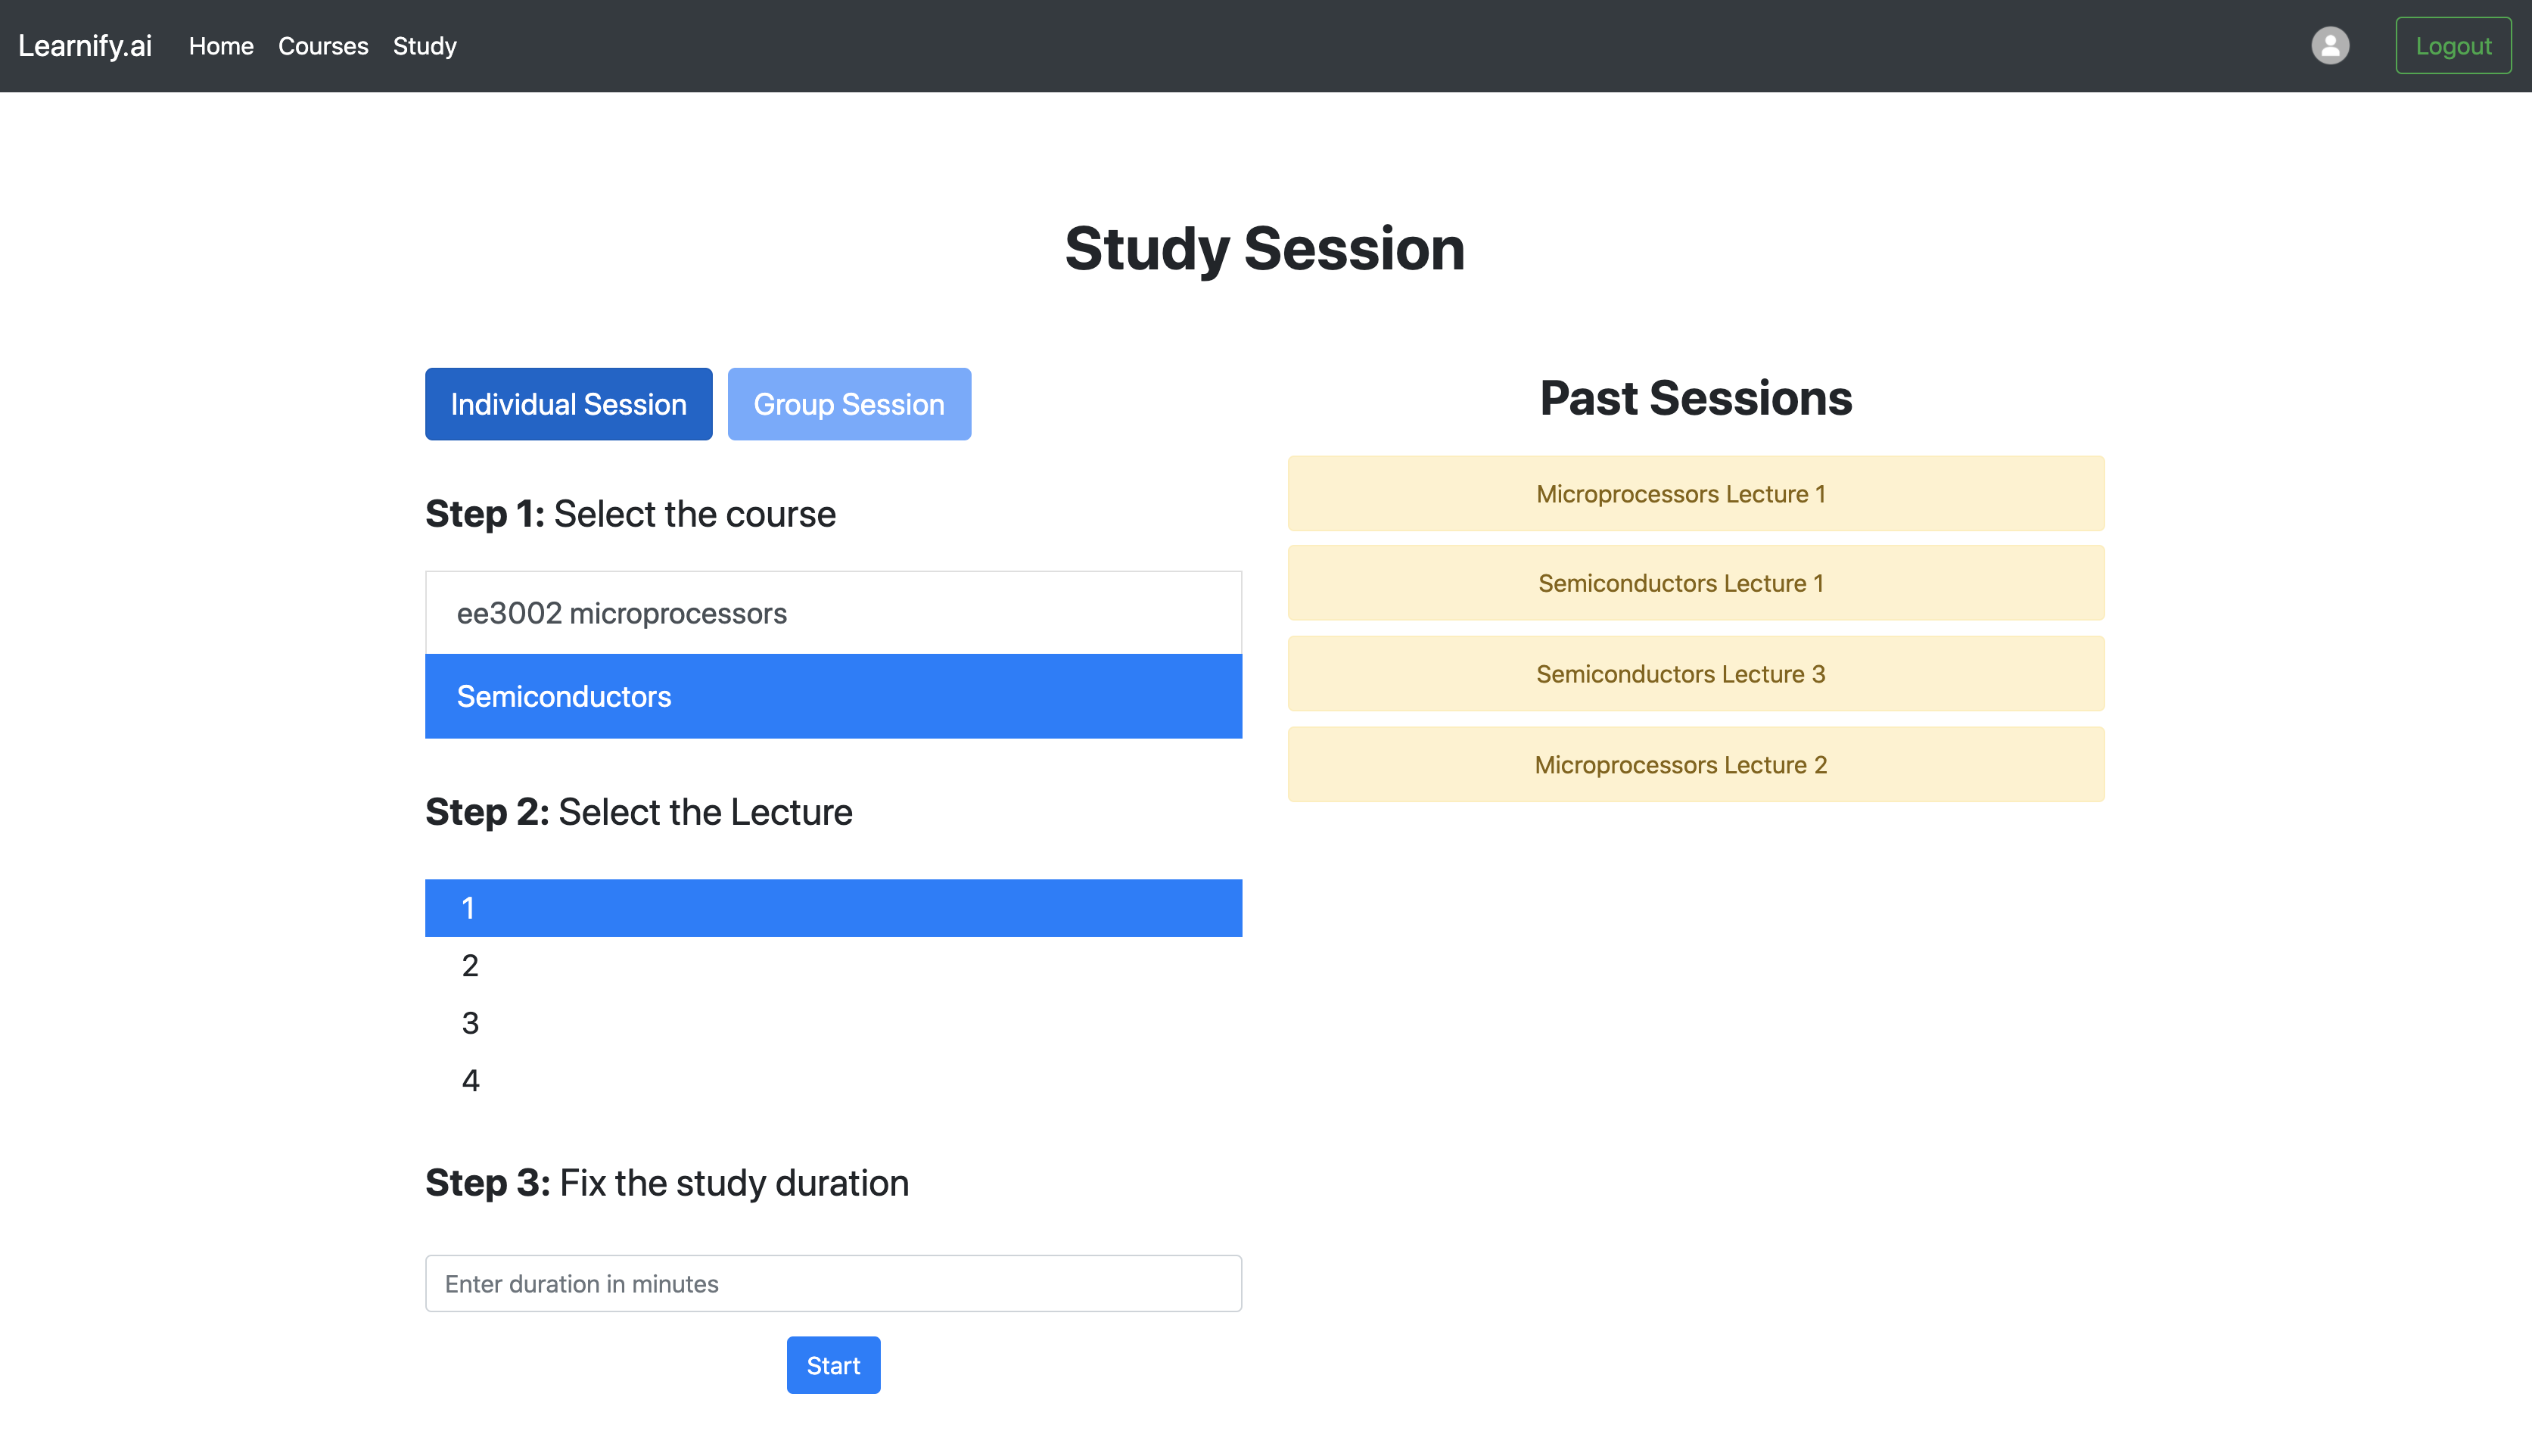 Learnify.ai Home Courses Study Logout
Study Session
Individual Session Group Session
Step 1: Select the course
ee3002 microprocessors
Semiconductors
Step 2: Select the Lecture
1
2
3
4
Step 3: Fix the study duration
Enter duration in minutes
Start
Past Sessions
Microprocessors Lecture 1
Semiconductors Lecture 1
Semiconductors Lecture 3
Microprocessors Lecture 2